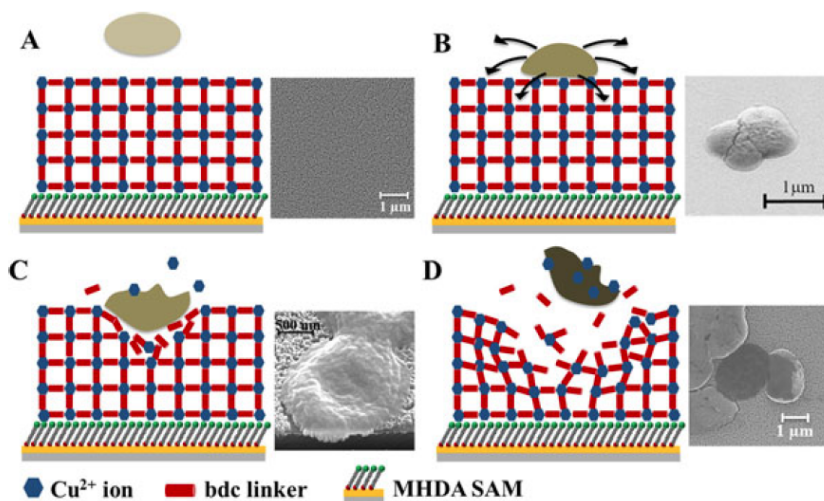 A
1 µm
B
1 µm
C
500 nm
D
1 µm
Cu2+ ion
bdc linker
MHDA SAM